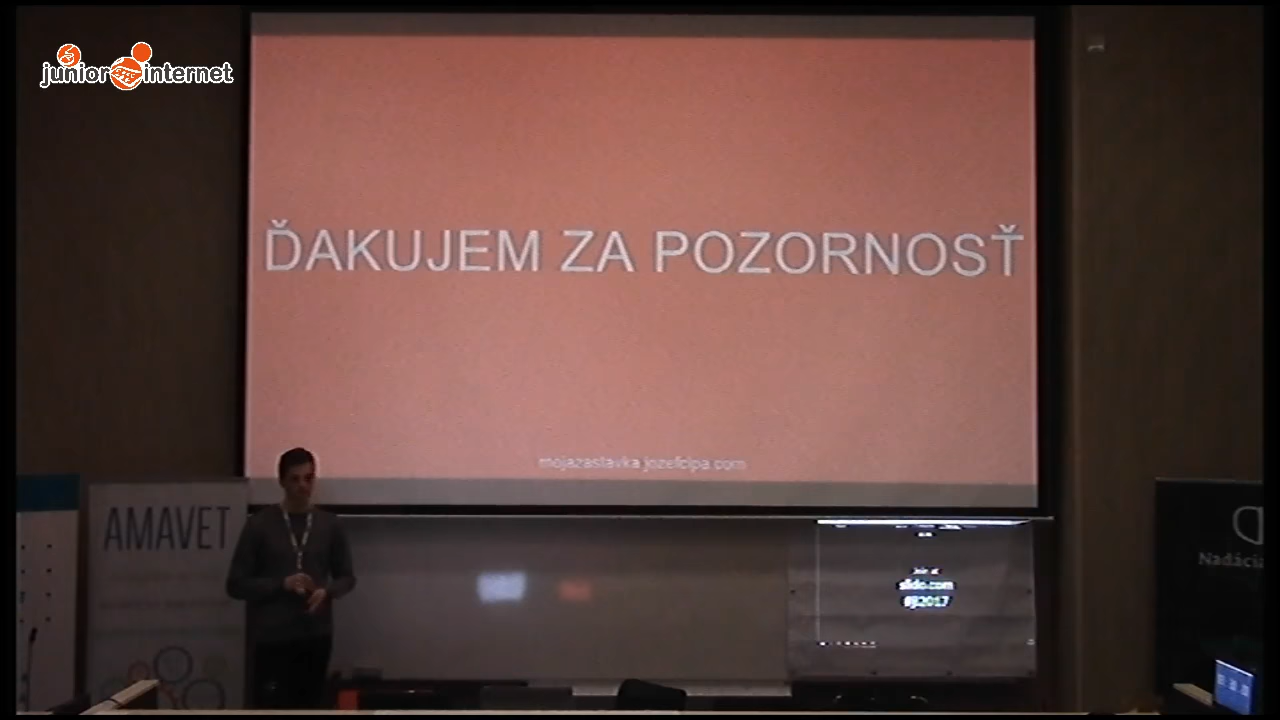 junior internet
ĎAKUJEM ZA POZORNOSŤ
mojazastavka.jozefcipa.com
AMAVET
slido.com
#ji2017
Nadácia